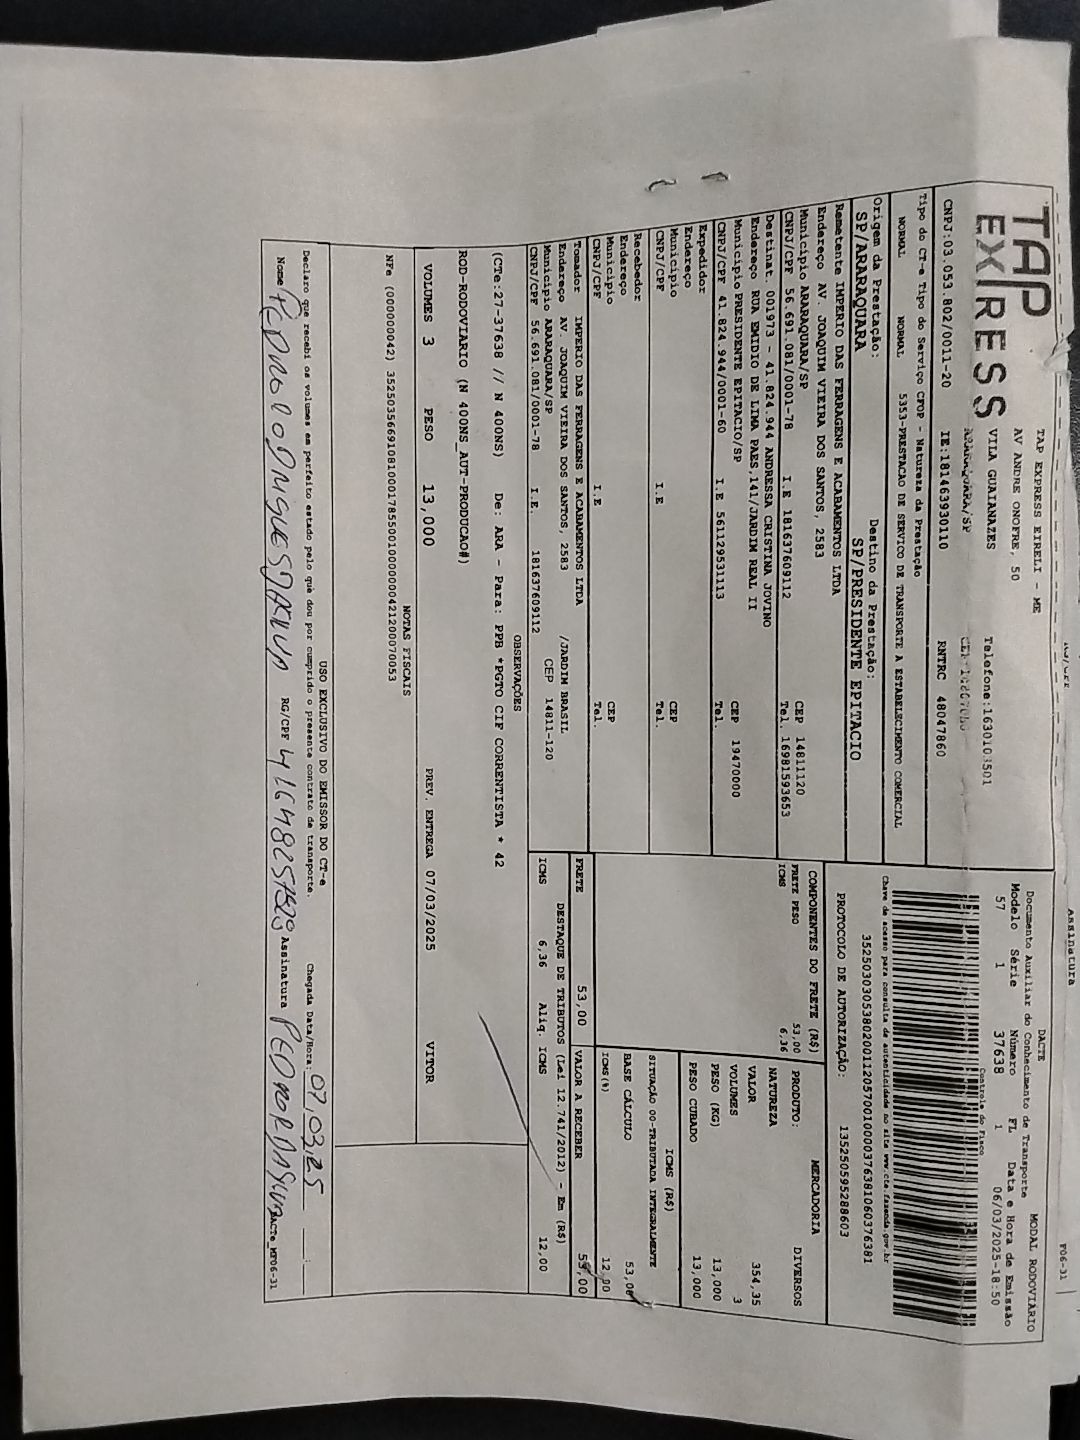 TAP EXPRESS
TAP EXPRESS EIRELI - ME
AV ANDRE ONOFRE, 50
VILA GUAIANAZES Telefone:1630103501
ARARAQUARA/SP
CNPJ:03.053.802/0011-20 IE:181463930110 RNTRC 48047860
Tipo do CT-e Tipo do Serviço CFOP - Natureza da Prestação
NORMAL NORMAL 5353-PRESTACAO DE SERVICO DE TRANSPORTE A ESTABELECIMENTO COMERCIAL
Origem da Prestação: Destino da Prestação:
SP/ARARAQUARA SP/PRESIDENTE EPITACIO
Remetente IMPERIO DAS FERRAGENS E ACABAMENTOS LTDA
Endereço AV. JOAQUIM VIEIRA DOS SANTOS, 2583
Município ARARAQUARA/SP CEP 14811120
CNPJ/CPF 56.691.081/0001-78 I.E 181637609112 Tel. 16981593653
Destinat. 001973 - 41.824.944 ANDRESSA CRISTINA JOVINO
Endereço RUA EMIDIO DE LIMA PAES,141/JARDIM REAL II
Município PRESIDENTE EPITACIO/SP CEP 19470000
CNPJ/CPF 41.824.944/0001-60 I.E 561129531113 Tel.
Expedidor
Endereço
Município CEP
CNPJ/CPF I.E Tel.
Recebedor
Endereço
Município CEP
CNPJ/CPF I.E Tel.
Tomador IMPERIO DAS FERRAGENS E ACABAMENTOS LTDA
Endereço AV. JOAQUIM VIEIRA DOS SANTOS, 2583 /JARDIM BRASIL
Município ARARAQUARA/SP CEP 14811-120
CNPJ/CPF 56.691.081/0001-78 I.E. 181637609112
DACTE MODAL RODOVIÁRIO
Documento Auxiliar do Conhecimento de Transporte
Modelo Série Número FL Data e Hora de Emissão
57 1 37638 1 06/03/2025-18:50
Controle do Fisco
Chave de acesso para consulta de autenticidade no site www.cte.fazenda.gov.br
35250303053802001120570010000376381060376381
PROTOCOLO DE AUTORIZAÇÃO: 135250595288603
COMPONENTES DO FRETE (R$)
FRETE PESO 53,00
ICMS 6,36
MERCADORIA
PRODUTO: DIVERSOS
NATUREZA
VALOR 354,35
VOLUMES 3
PESO (KG) 13,000
PESO CUBADO 13,000
ICMS (R$)
SITUAÇÃO 00-TRIBUTADA INTEGRALMENTE
BASE CÁLCULO 53,00
ICMS(%) 12,00
FRETE 53,00 VALOR A RECEBER 53,00
DESTAQUE DE TRIBUTOS (Lei 12.741/2012) - Em (R$)
ICMS 6,36 Aliq. ICMS 12,00
OBSERVAÇÕES
(CTe:27-37638 // N 400NS) De: ARA - Para: PPB *PGTO CIF CORRENTISTA * 42
ROD-RODOVIARIO (N 400NS_AUT-PRODUCAO#)
VOLUMES 3 PESO 13,000 PREV. ENTREGA 07/03/2025 VITOR
NOTAS FISCAIS
NFe (000000042) 35250356691081000178550010000000421200070053
USO EXCLUSIVO DO EMISSOR DO CT-e
Declaro que recebi os volumes em perfeito estado pelo que dou por cumprido o presente contrato de transporte. Chegada Data/Hora: 07,03,25 :
Nome RG/CPF Assinatura
DACTe_MF06-31
Assinatura
F06-31